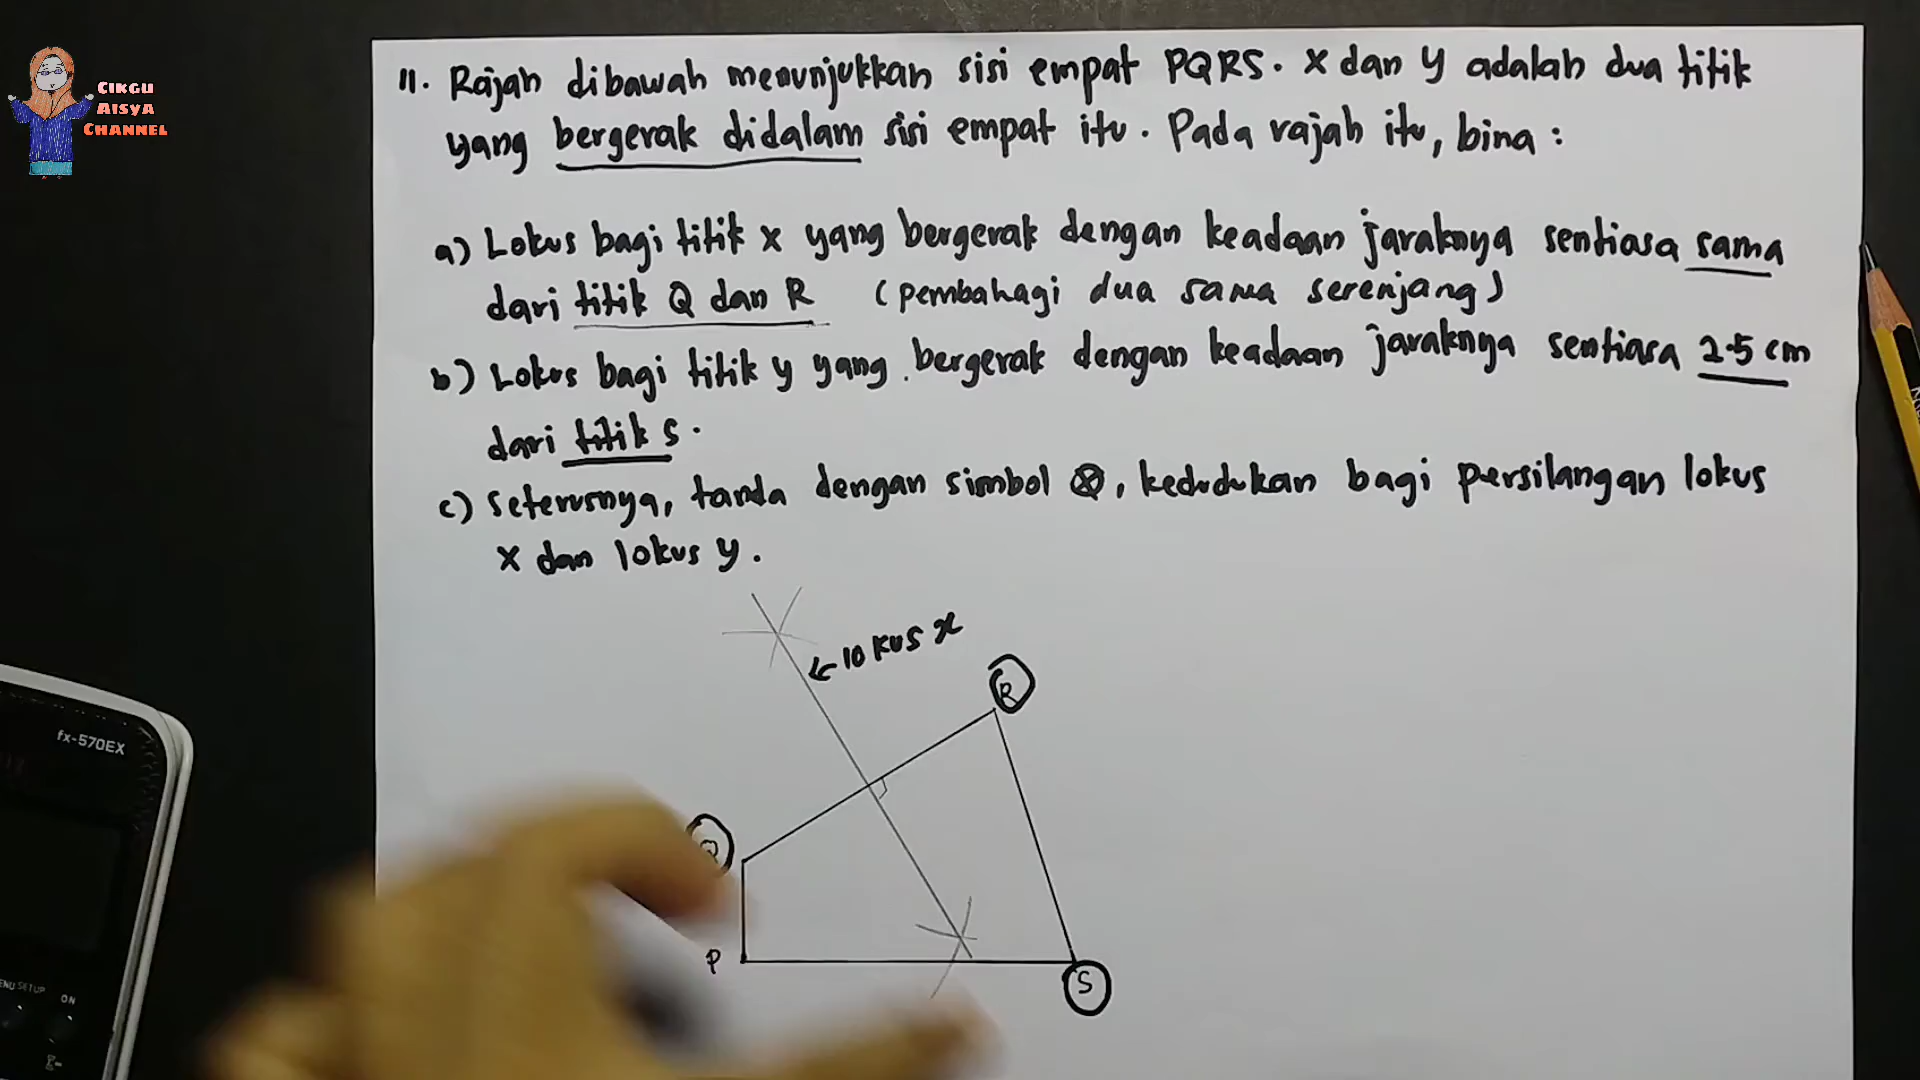 CIKGU
AISYA
CHANNEL
11. Rajah dibawah menunjukkan sisi empat PQRS. X dan Y adalah dua titik
yang bergerak didalam sisi empat itu. Pada rajah itu, bina :
a) Lokus bagi titik X yang bergerak dengan keadaan jaraknya sentiasa sama
dari titik Q dan R (pembahagi dua sama serenjang)
b) Lokus bagi titik y yang bergerak dengan keadaan jaraknya sentiasa 2.5 cm
dari titik S.
c) Seterusnya, tanda dengan simbol ⊗, kedudukan bagi persilangan lokus
X dan lokus y.
← lokus x
R
Q
P
S
fx-570EX
MENU SETUP ON